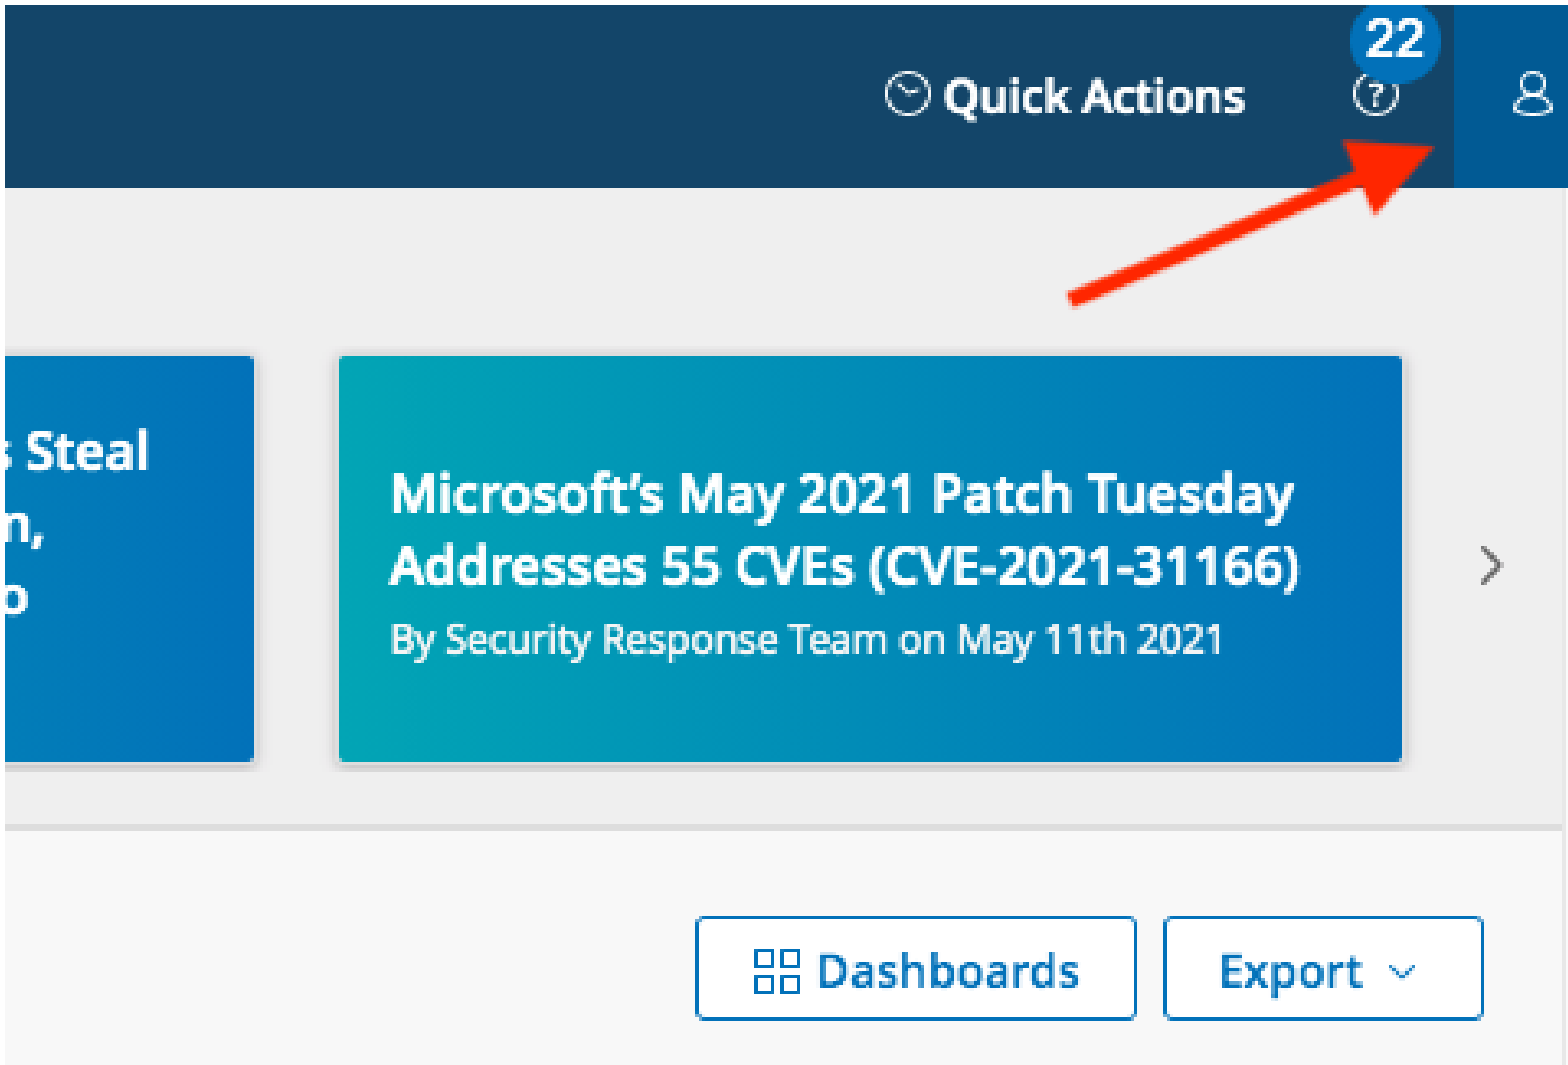 22
Quick Actions
?
Steal
n,
o
Microsoft's May 2021 Patch Tuesday
Addresses 55 CVEs (CVE-2021-31166)
By Security Response Team on May 11th 2021
Dashboards
Export